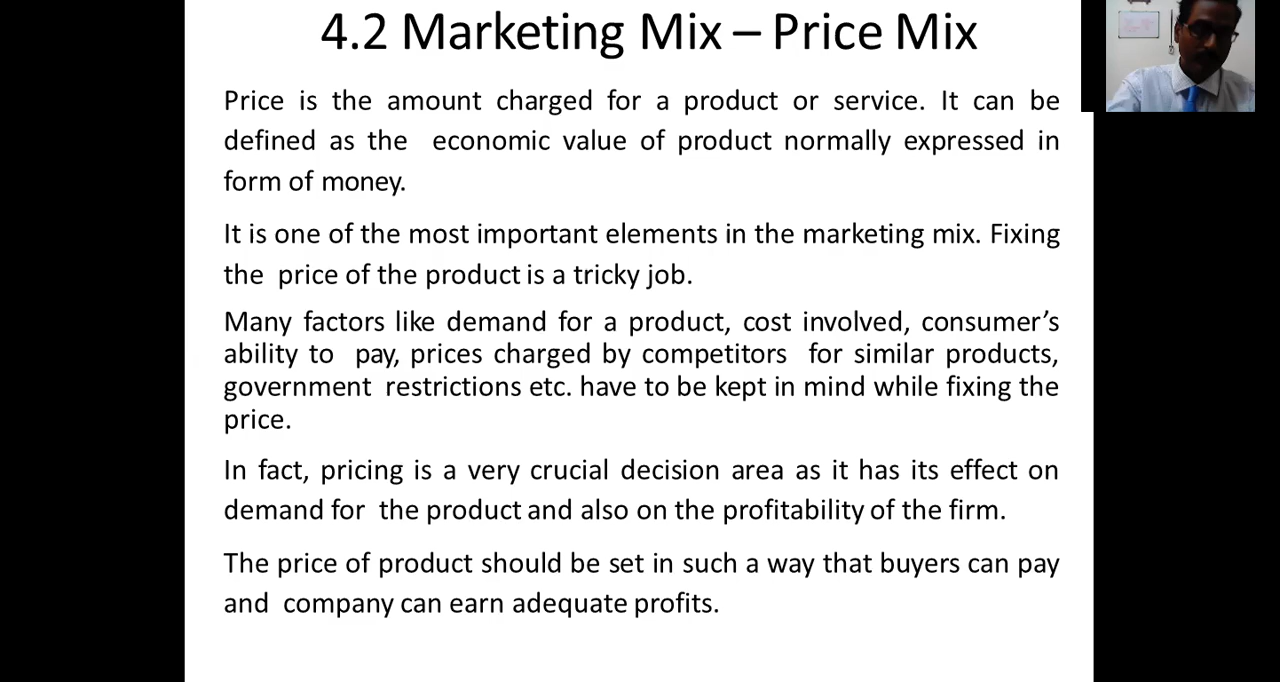 4.2 Marketing Mix – Price Mix
Price is the amount charged for a product or service. It can be
defined as the economic value of product normally expressed in
form of money.
It is one of the most important elements in the marketing mix. Fixing
the price of the product is a tricky job.
Many factors like demand for a product, cost involved, consumer’s
ability to pay, prices charged by competitors for similar products,
government restrictions etc. have to be kept in mind while fixing the
price.
In fact, pricing is a very crucial decision area as it has its effect on
demand for the product and also on the profitability of the firm.
The price of product should be set in such a way that buyers can pay
and company can earn adequate profits.